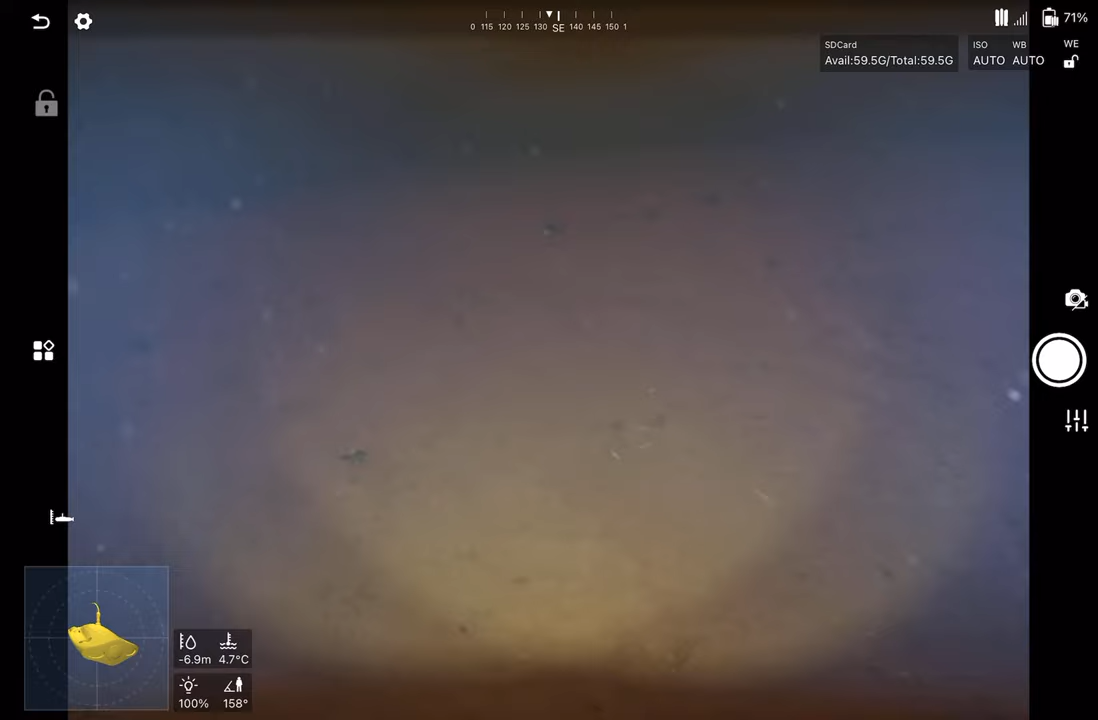 0 115 120 125 130 SE 140 145 150 1
71%
SDCard
Avail:59.5G/Total:59.5G
ISO WB
AUTO AUTO
WE
-6.9m 4.7°C
100% 158°